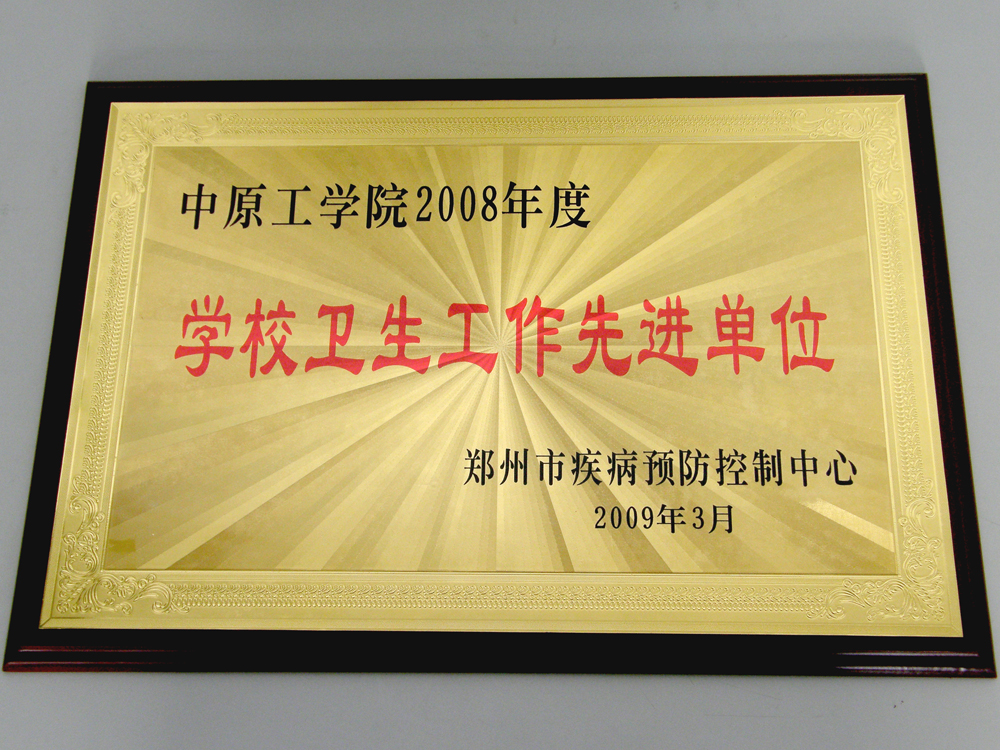 中原工学院2008年度
学校卫生工作先进单位
郑州市疾病预防控制中心
2009年3月